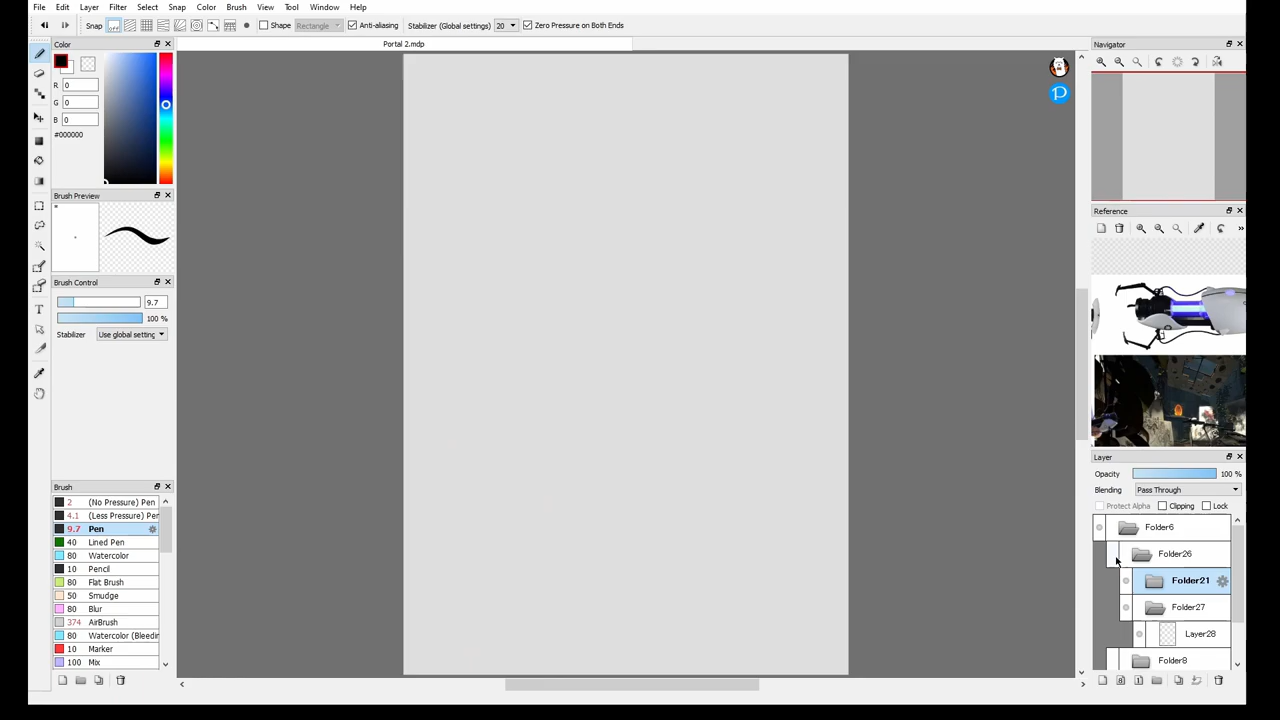 File Edit Layer Filter Select Snap Color Brush View Tool Window Help
Snap off Shape Rectangle Anti-aliasing Stabilizer (Global settings) 20 Zero Pressure on Both Ends
Color
Portal 2.mdp
Navigator
R 0
G 0
B 0
#000000
Brush Preview
Reference
Brush Control
9.7
100 %
Stabilizer Use global setting
Layer
Opacity 100 %
Blending Pass Through
Protect Alpha Clipping Lock
Brush
2 (No Pressure) Pen
4.1 (Less Pressure) Pen
9.7 Pen
40 Lined Pen
80 Watercolor
10 Pencil
80 Flat Brush
50 Smudge
80 Blur
374 AirBrush
80 Watercolor (Bleedin
10 Marker
100 Mix
Folder6
Folder26
Folder21
Folder27
Layer28
Folder8